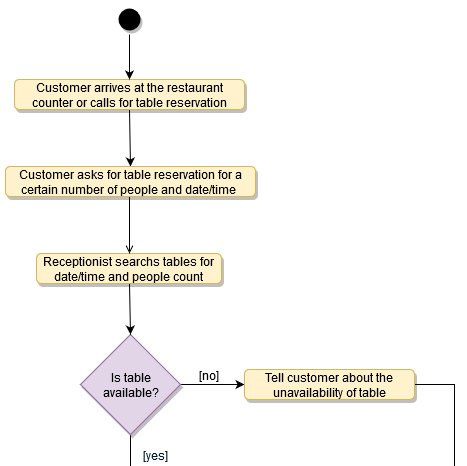 Customer arrives at the restaurant
counter or calls for table reservation
Customer asks for table reservation for a
certain number of people and date/time
Receptionist searchs tables for
date/time and people count
Is table
available?
[no]
Tell customer about the
unavailability of table
[yes]